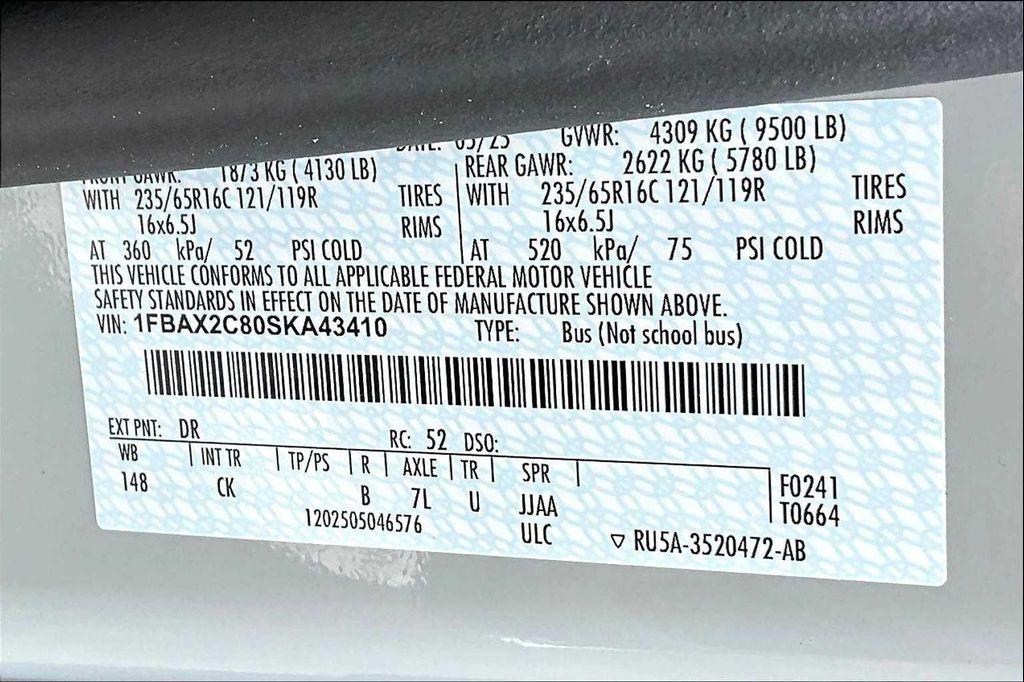 DATE: 05/25 GVWR: 4309 KG ( 9500 LB)
FRONT GAWR: 1873 KG ( 4130 LB) REAR GAWR: 2622 KG ( 5780 LB)
WITH 235/65R16C 121/119R TIRES WITH 235/65R16C 121/119R TIRES
16x6.5J RIMS 16x6.5J RIMS
AT 360 kPa/ 52 PSI COLD AT 520 kPa/ 75 PSI COLD
THIS VEHICLE CONFORMS TO ALL APPLICABLE FEDERAL MOTOR VEHICLE
SAFETY STANDARDS IN EFFECT ON THE DATE OF MANUFACTURE SHOWN ABOVE.
VIN: 1FBAX2C80SKA43410 TYPE: Bus (Not school bus)
EXT PNT: DR RC: 52 DSO:
WB INT TR TP/PS R AXLE TR SPR
148 CK B 7L U JJAA F0241
1202505046576 ULC T0664
▽ RU5A-3520472-AB